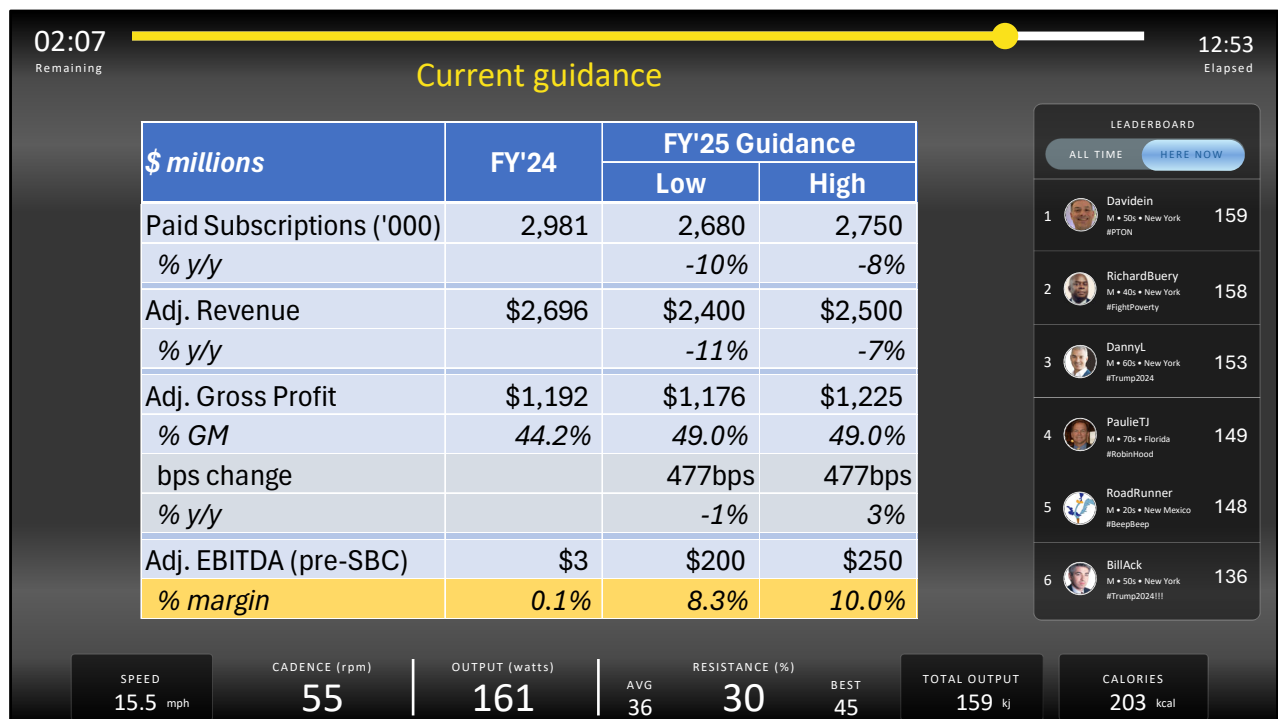 02:07
Remaining
12:53
Elapsed
Current guidance
$ millions FY'24 FY'25 Guidance
Low High
Paid Subscriptions ('000) 2,981 2,680 2,750
% y/y -10% -8%
Adj. Revenue $2,696 $2,400 $2,500
% y/y -11% -7%
Adj. Gross Profit $1,192 $1,176 $1,225
% GM 44.2% 49.0% 49.0%
bps change 477bps 477bps
% y/y -1% 3%
Adj. EBITDA (pre-SBC) $3 $200 $250
% margin 0.1% 8.3% 10.0%
LEADERBOARD
ALL TIME HERE NOW
1 Davidein 159
M • 50s • New York
#PTON
2 RichardBuery 158
M • 40s • New York
#FightPoverty
3 DannyL 153
M • 60s • New York
#Trump2024
4 PaulieTJ 149
M • 70s • Florida
#RobinHood
5 RoadRunner 148
M • 20s • New Mexico
#BeepBeep
6 BillAck 136
M • 50s • New York
#Trump2024!!!
SPEED
15.5 mph
CADENCE (rpm)
55
OUTPUT (watts)
161
RESISTANCE (%)
AVG
36
30
BEST
45
TOTAL OUTPUT
159 kj
CALORIES
203 kcal